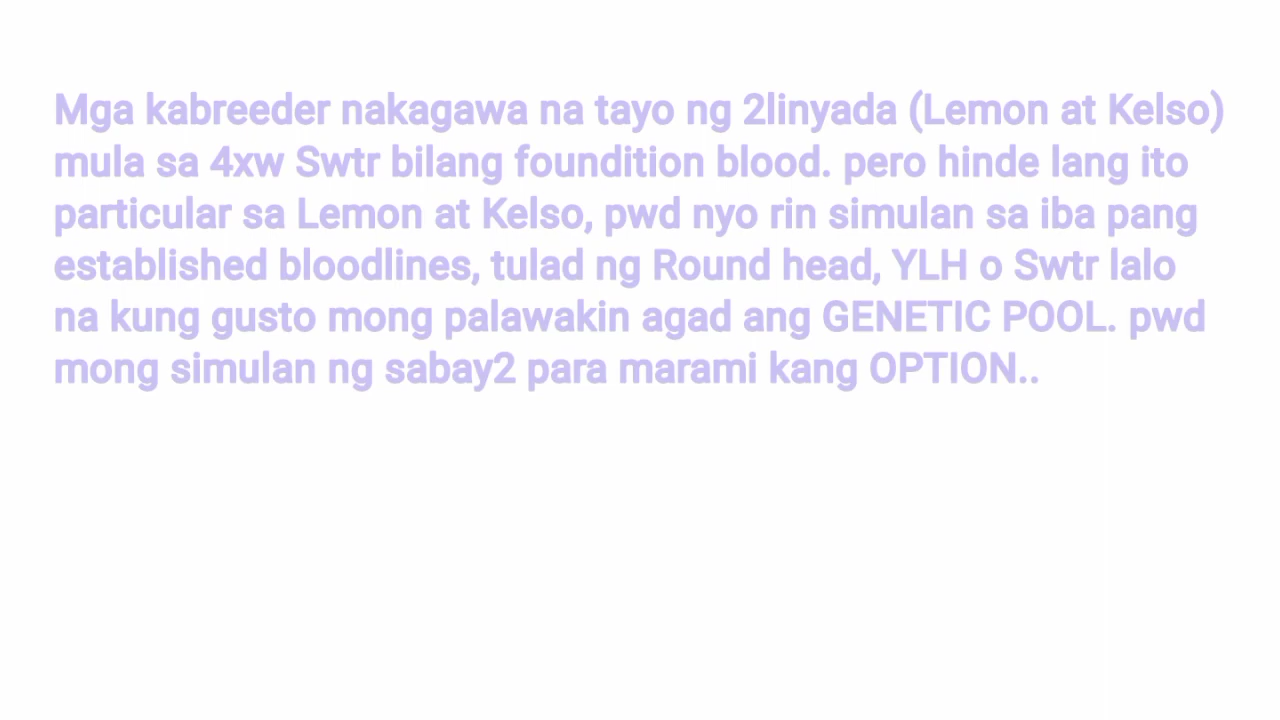 Mga kabreeder nakagawa na tayo ng 2linyada (Lemon at Kelso)
mula sa 4xw Swtr bilang foundition blood. pero hinde lang ito
particular sa Lemon at Kelso, pwd nyo rin simulan sa iba pang
established bloodlines, tulad ng Round head, YLH o Swtr lalo
na kung gusto mong palawakin agad ang GENETIC POOL. pwd
mong simulan ng sabay2 para marami kang OPTION..